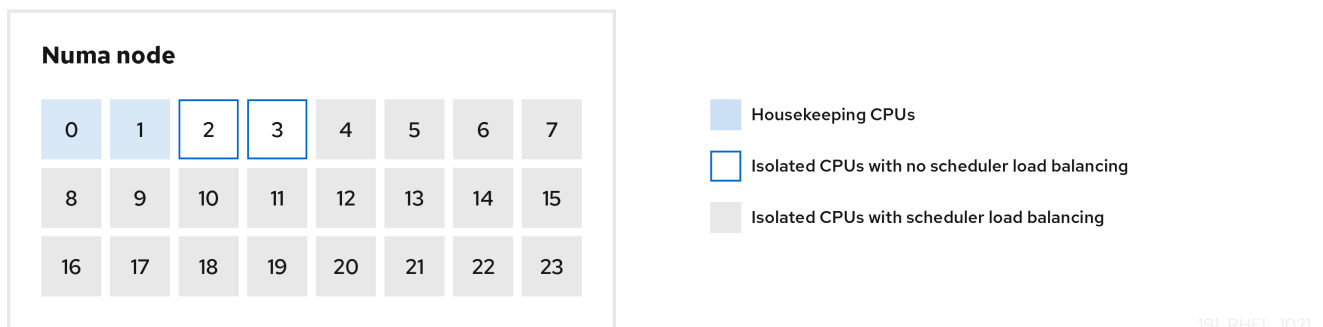 Numa node
0 1 2 3 4 5 6 7
8 9 10 11 12 13 14 15
16 17 18 19 20 21 22 23
Housekeeping CPUs
Isolated CPUs with no scheduler load balancing
Isolated CPUs with scheduler load balancing
191_RHEL_1021